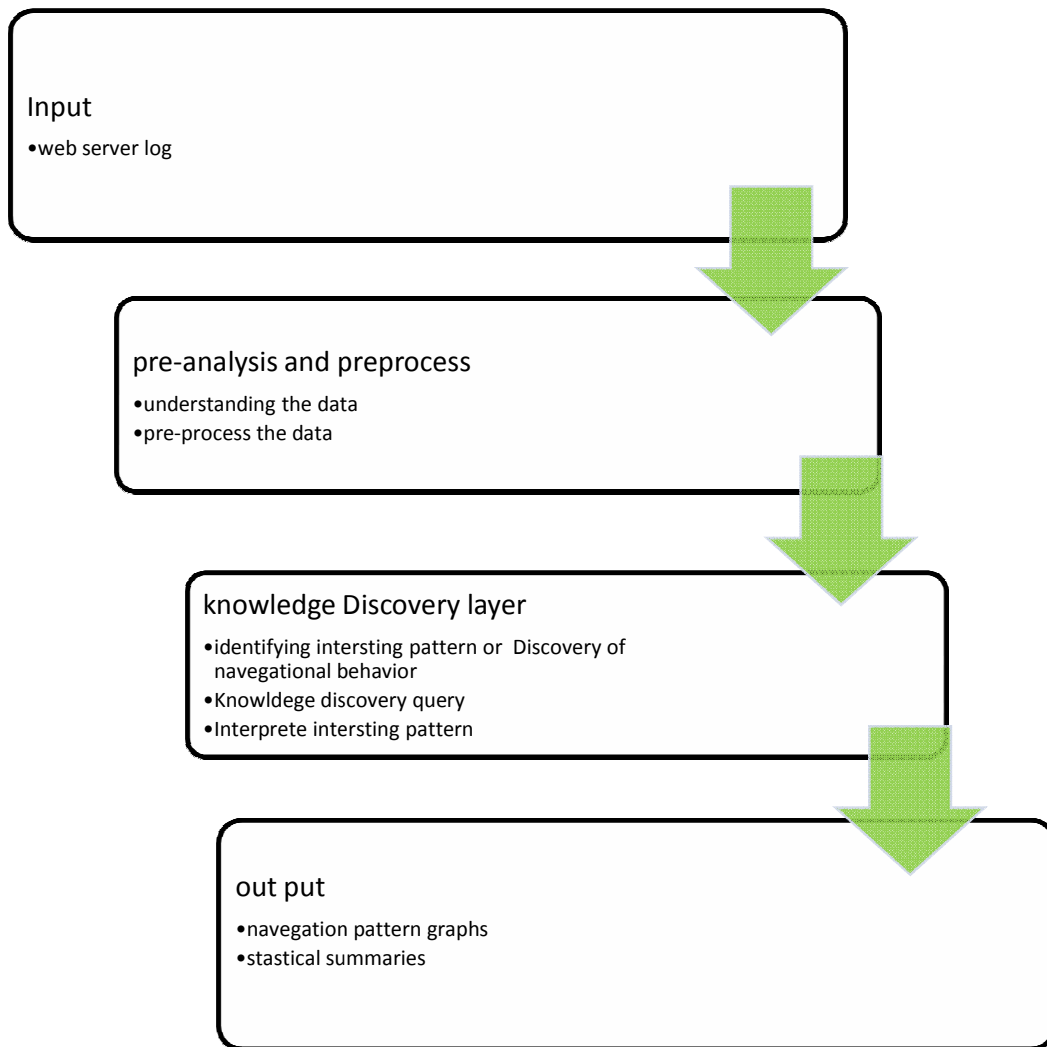 Input
•web server log
pre-analysis and preprocess
•understanding the data
•pre-process the data
knowledge Discovery layer
•identifying intersting pattern or Discovery of
navegational behavior
•Knowldege discovery query
•Interprete intersting pattern
out put
•navegation pattern graphs
•stastical summaries